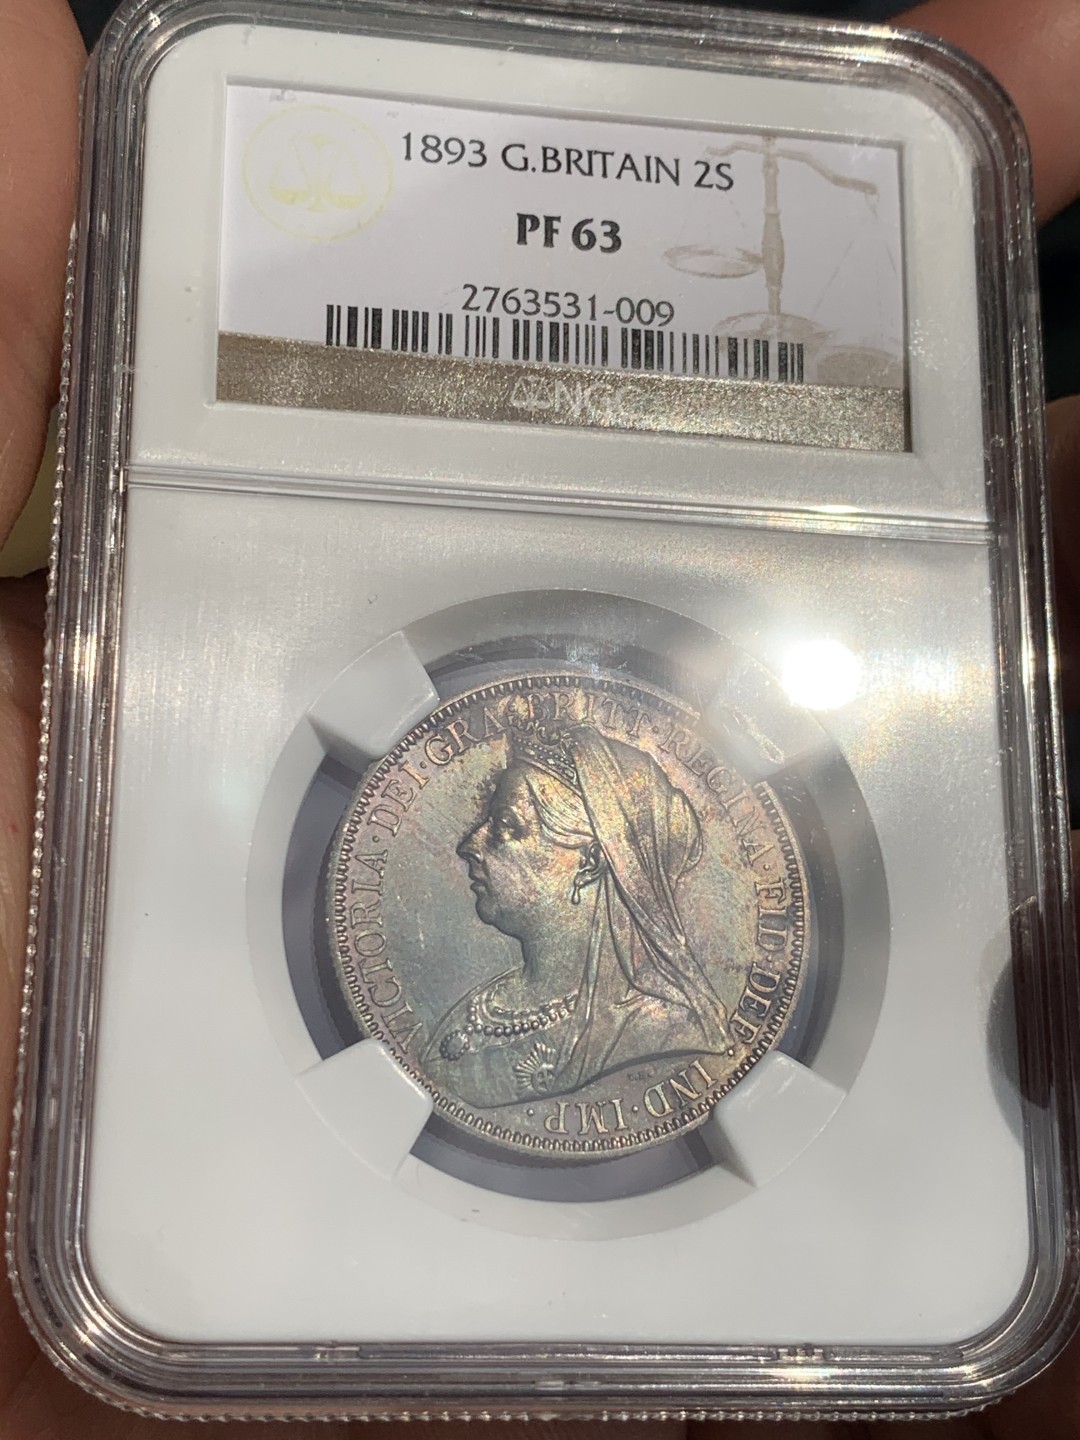 1893 G.BRITAIN 2S
PF 63
2763531-009
NGC
VICTORIA · DEI · GRA · BRITT · REGINA · FID · DEF · IND · IMP ·